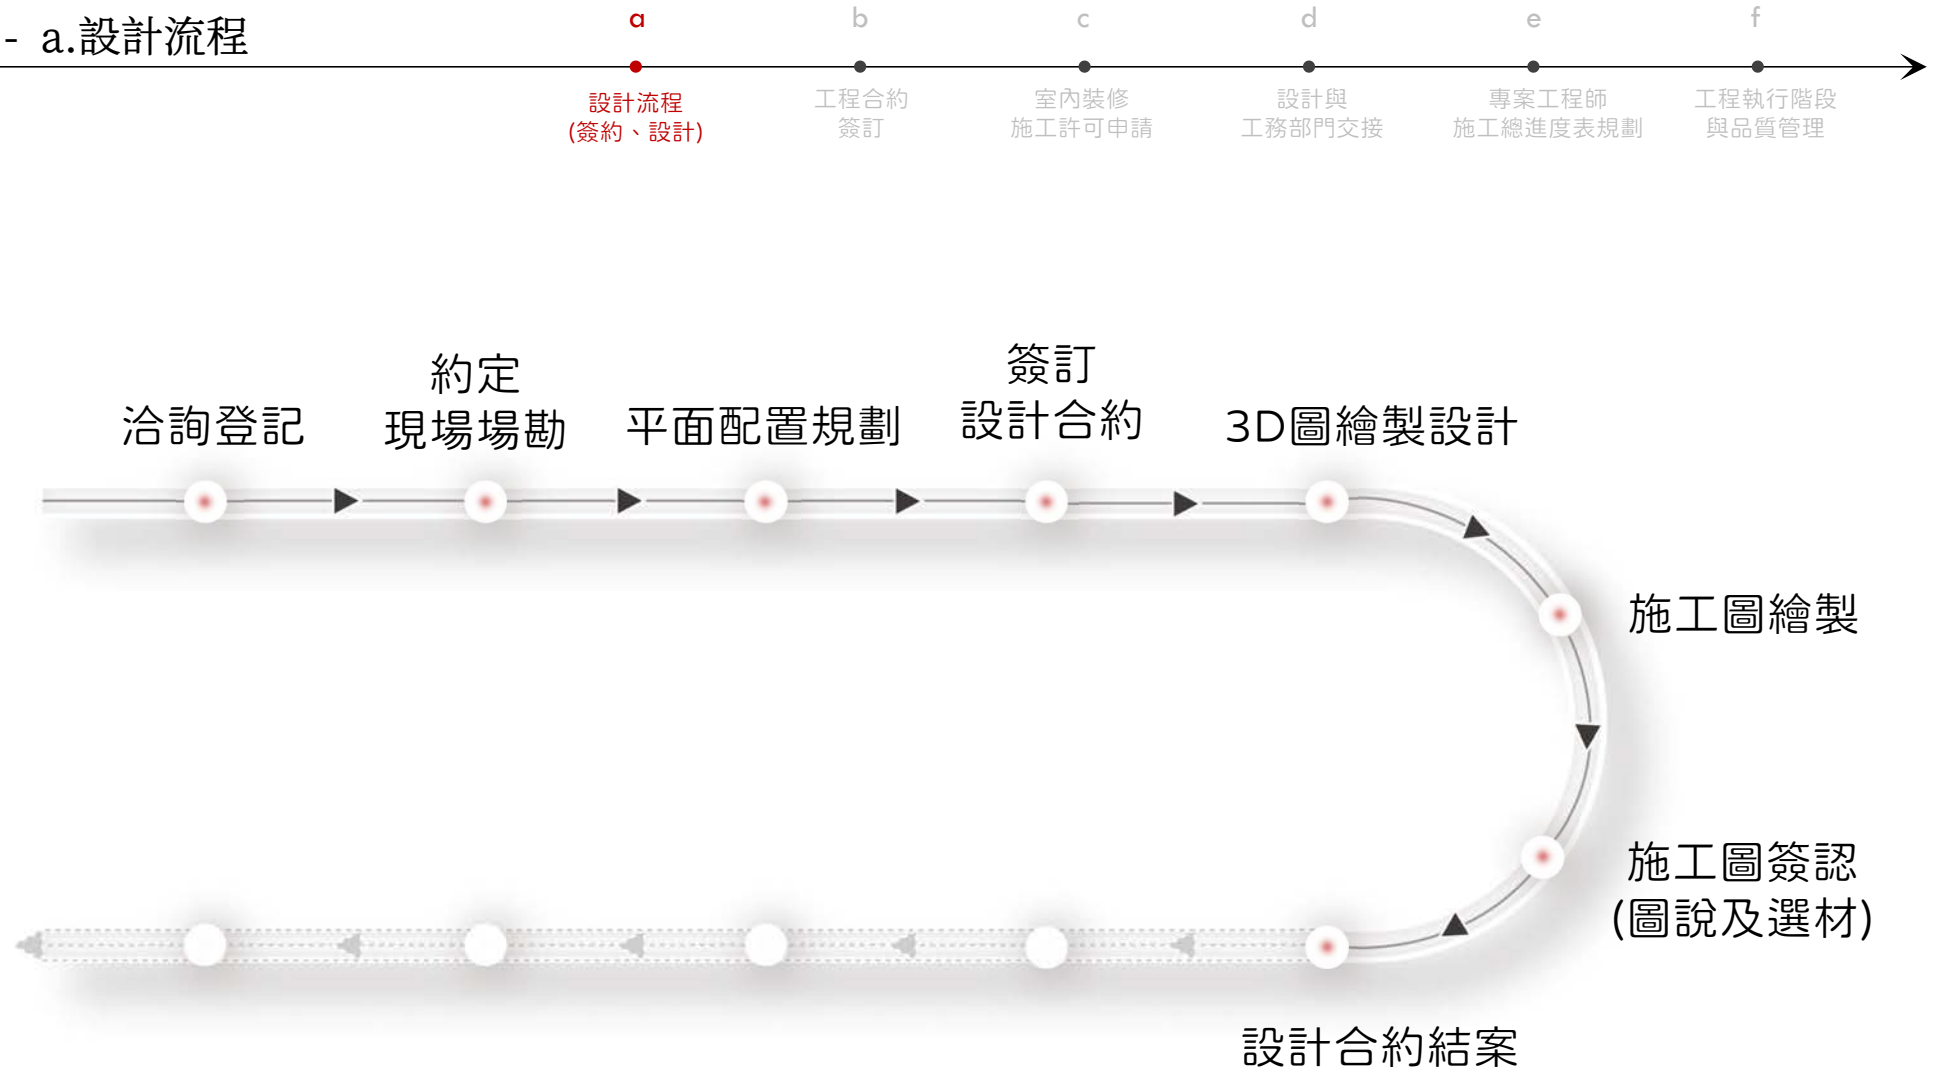 - a.設計流程
a
b
c
d
e
f
設計流程
(簽約、設計)
工程合約
簽訂
室內裝修
施工許可申請
設計與
工務部門交接
專案工程師
施工總進度表規劃
工程執行階段
與品質管理
洽詢登記
約定
現場場勘
平面配置規劃
簽訂
設計合約
3D圖繪製設計
施工圖繪製
施工圖簽認
(圖說及選材)
設計合約結案